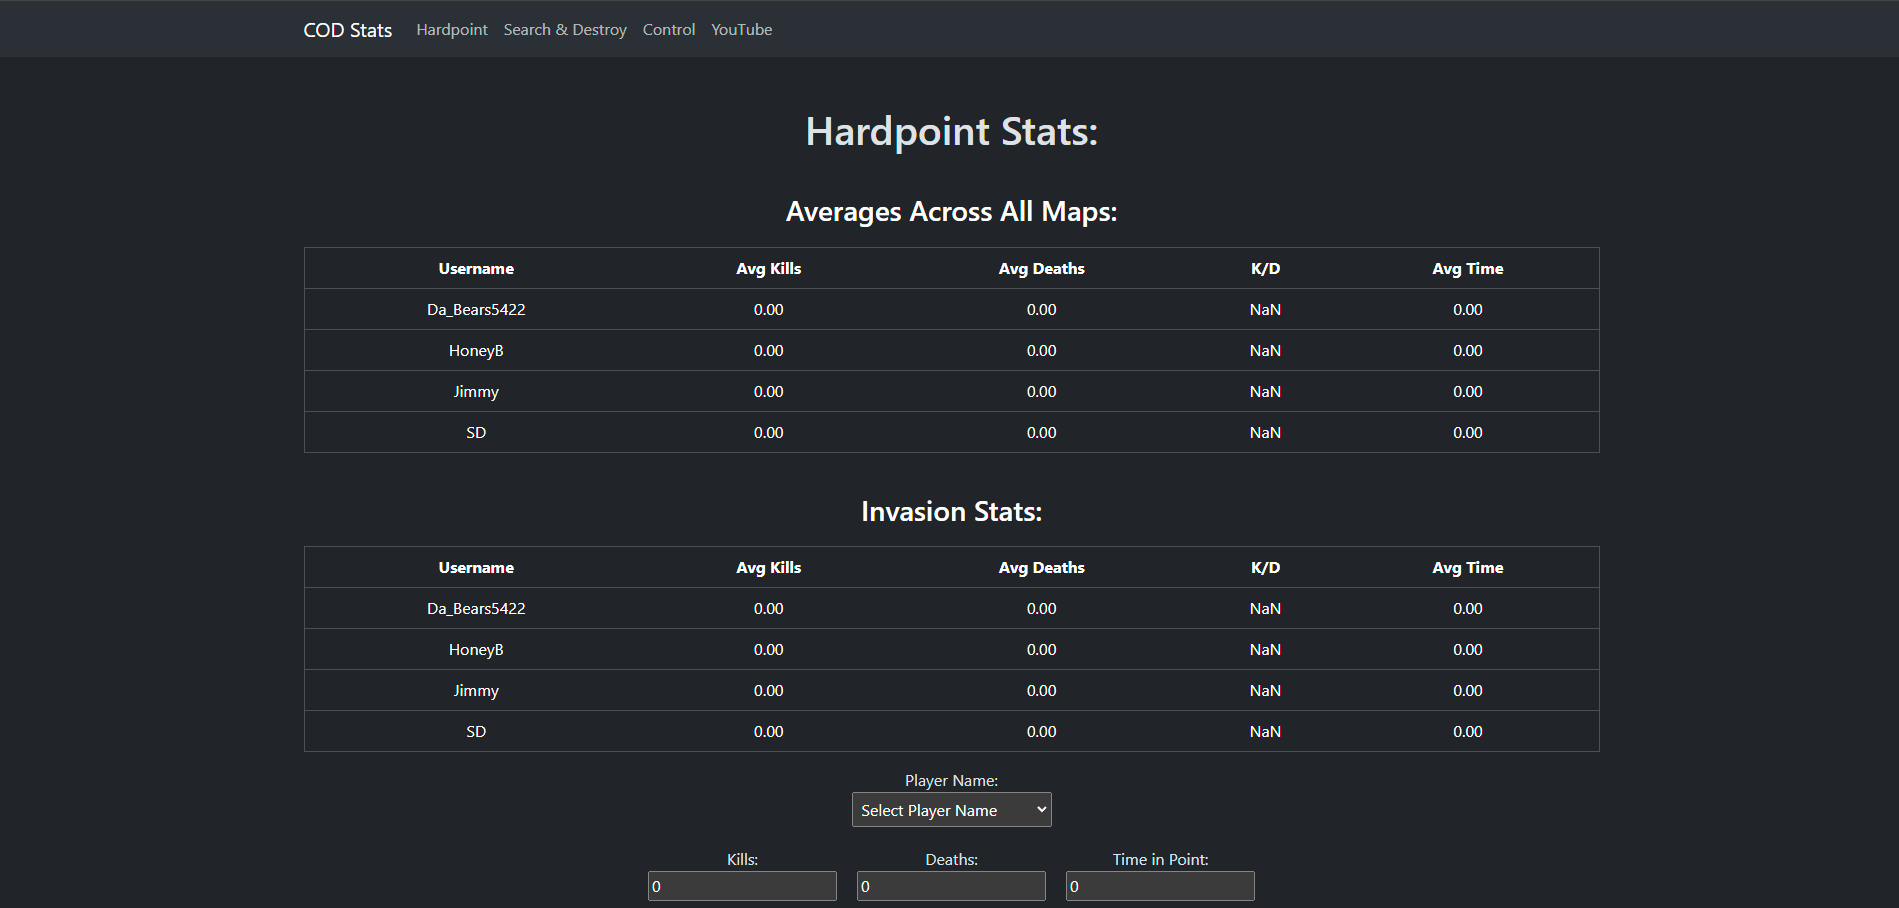 COD Stats Hardpoint Search & Destroy Control YouTube
Hardpoint Stats:
Averages Across All Maps:
Username Avg Kills Avg Deaths K/D Avg Time
Da_Bears5422 0.00 0.00 NaN 0.00
HoneyB 0.00 0.00 NaN 0.00
Jimmy 0.00 0.00 NaN 0.00
SD 0.00 0.00 NaN 0.00
Invasion Stats:
Username Avg Kills Avg Deaths K/D Avg Time
Da_Bears5422 0.00 0.00 NaN 0.00
HoneyB 0.00 0.00 NaN 0.00
Jimmy 0.00 0.00 NaN 0.00
SD 0.00 0.00 NaN 0.00
Player Name:
Select Player Name
Kills: Deaths: Time in Point:
0 0 0